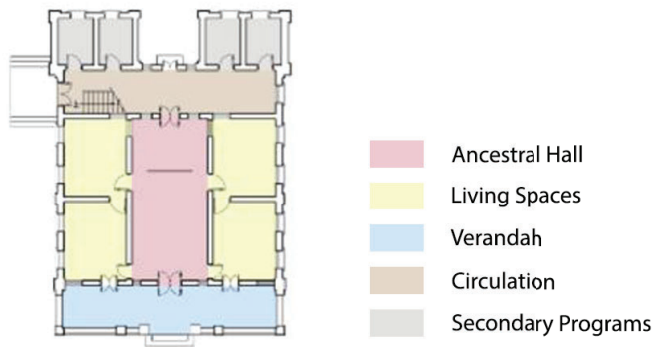 Ancestral Hall
Living Spaces
Verandah
Circulation
Secondary Programs